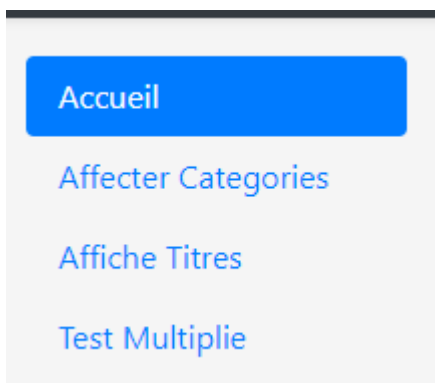 Accueil
Affecter Categories
Affiche Titres
Test Multiplie